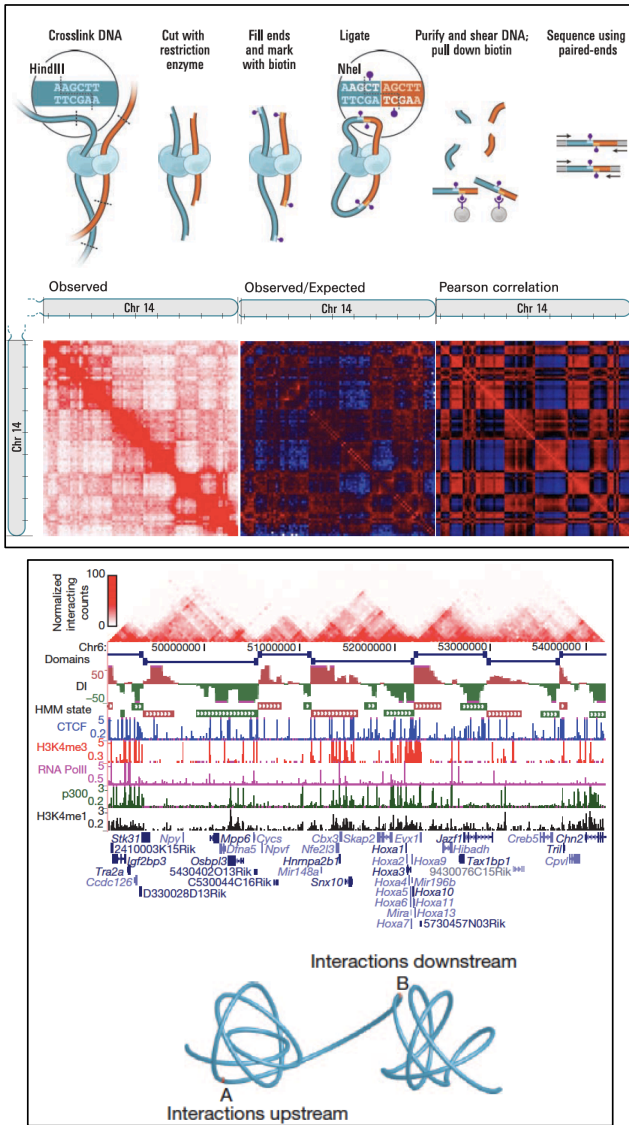 Crosslink DNA
Cut with
restriction
enzyme
Fill ends
and mark
with biotin
Ligate
Purify and shear DNA;
pull down biotin
Sequence using
paired-ends
HindIII
AAGCTT
TTCGAA
NheI
AAGCT AGCTT
TTCGA TCGAA
Observed
Observed/Expected
Pearson correlation
Chr 14
Chr 14
Chr 14
Chr 14
Normalized
interacting
counts
100
0
Chr6: 50000000 51000000 52000000 53000000 54000000
Domains
50
DI
−50
HMM state
CTCF 5
0.2
H3K4me3 5
0.3
RNA PolII 5
0.5
p300 3
0.2
H3K4me1 3
0.2
Stk31 Npy Mpp6 Cycs Cbx3 Skap2 Evx1 Jazf1 Creb5 Chn2
2410003K15Rik Dfna5 Npvf Nfe2l3 Hoxa1 Hibadh Tril
Igf2bp3 Osbpl3 Hnrnpa2b1 Hoxa2 Hoxa9 Tax1bp1 Cpvl
Tra2a 5430402O13Rik Mir148a Hoxa3 9430076C15Rik
Ccdc126 C530044C16Rik Snx10 Hoxa4 Mir196b
D330028D13Rik Hoxa5 Hoxa10
Hoxa6 Hoxa11
Mira Hoxa13
Hoxa7 5730457N03Rik
Interactions downstream
B
A
Interactions upstream